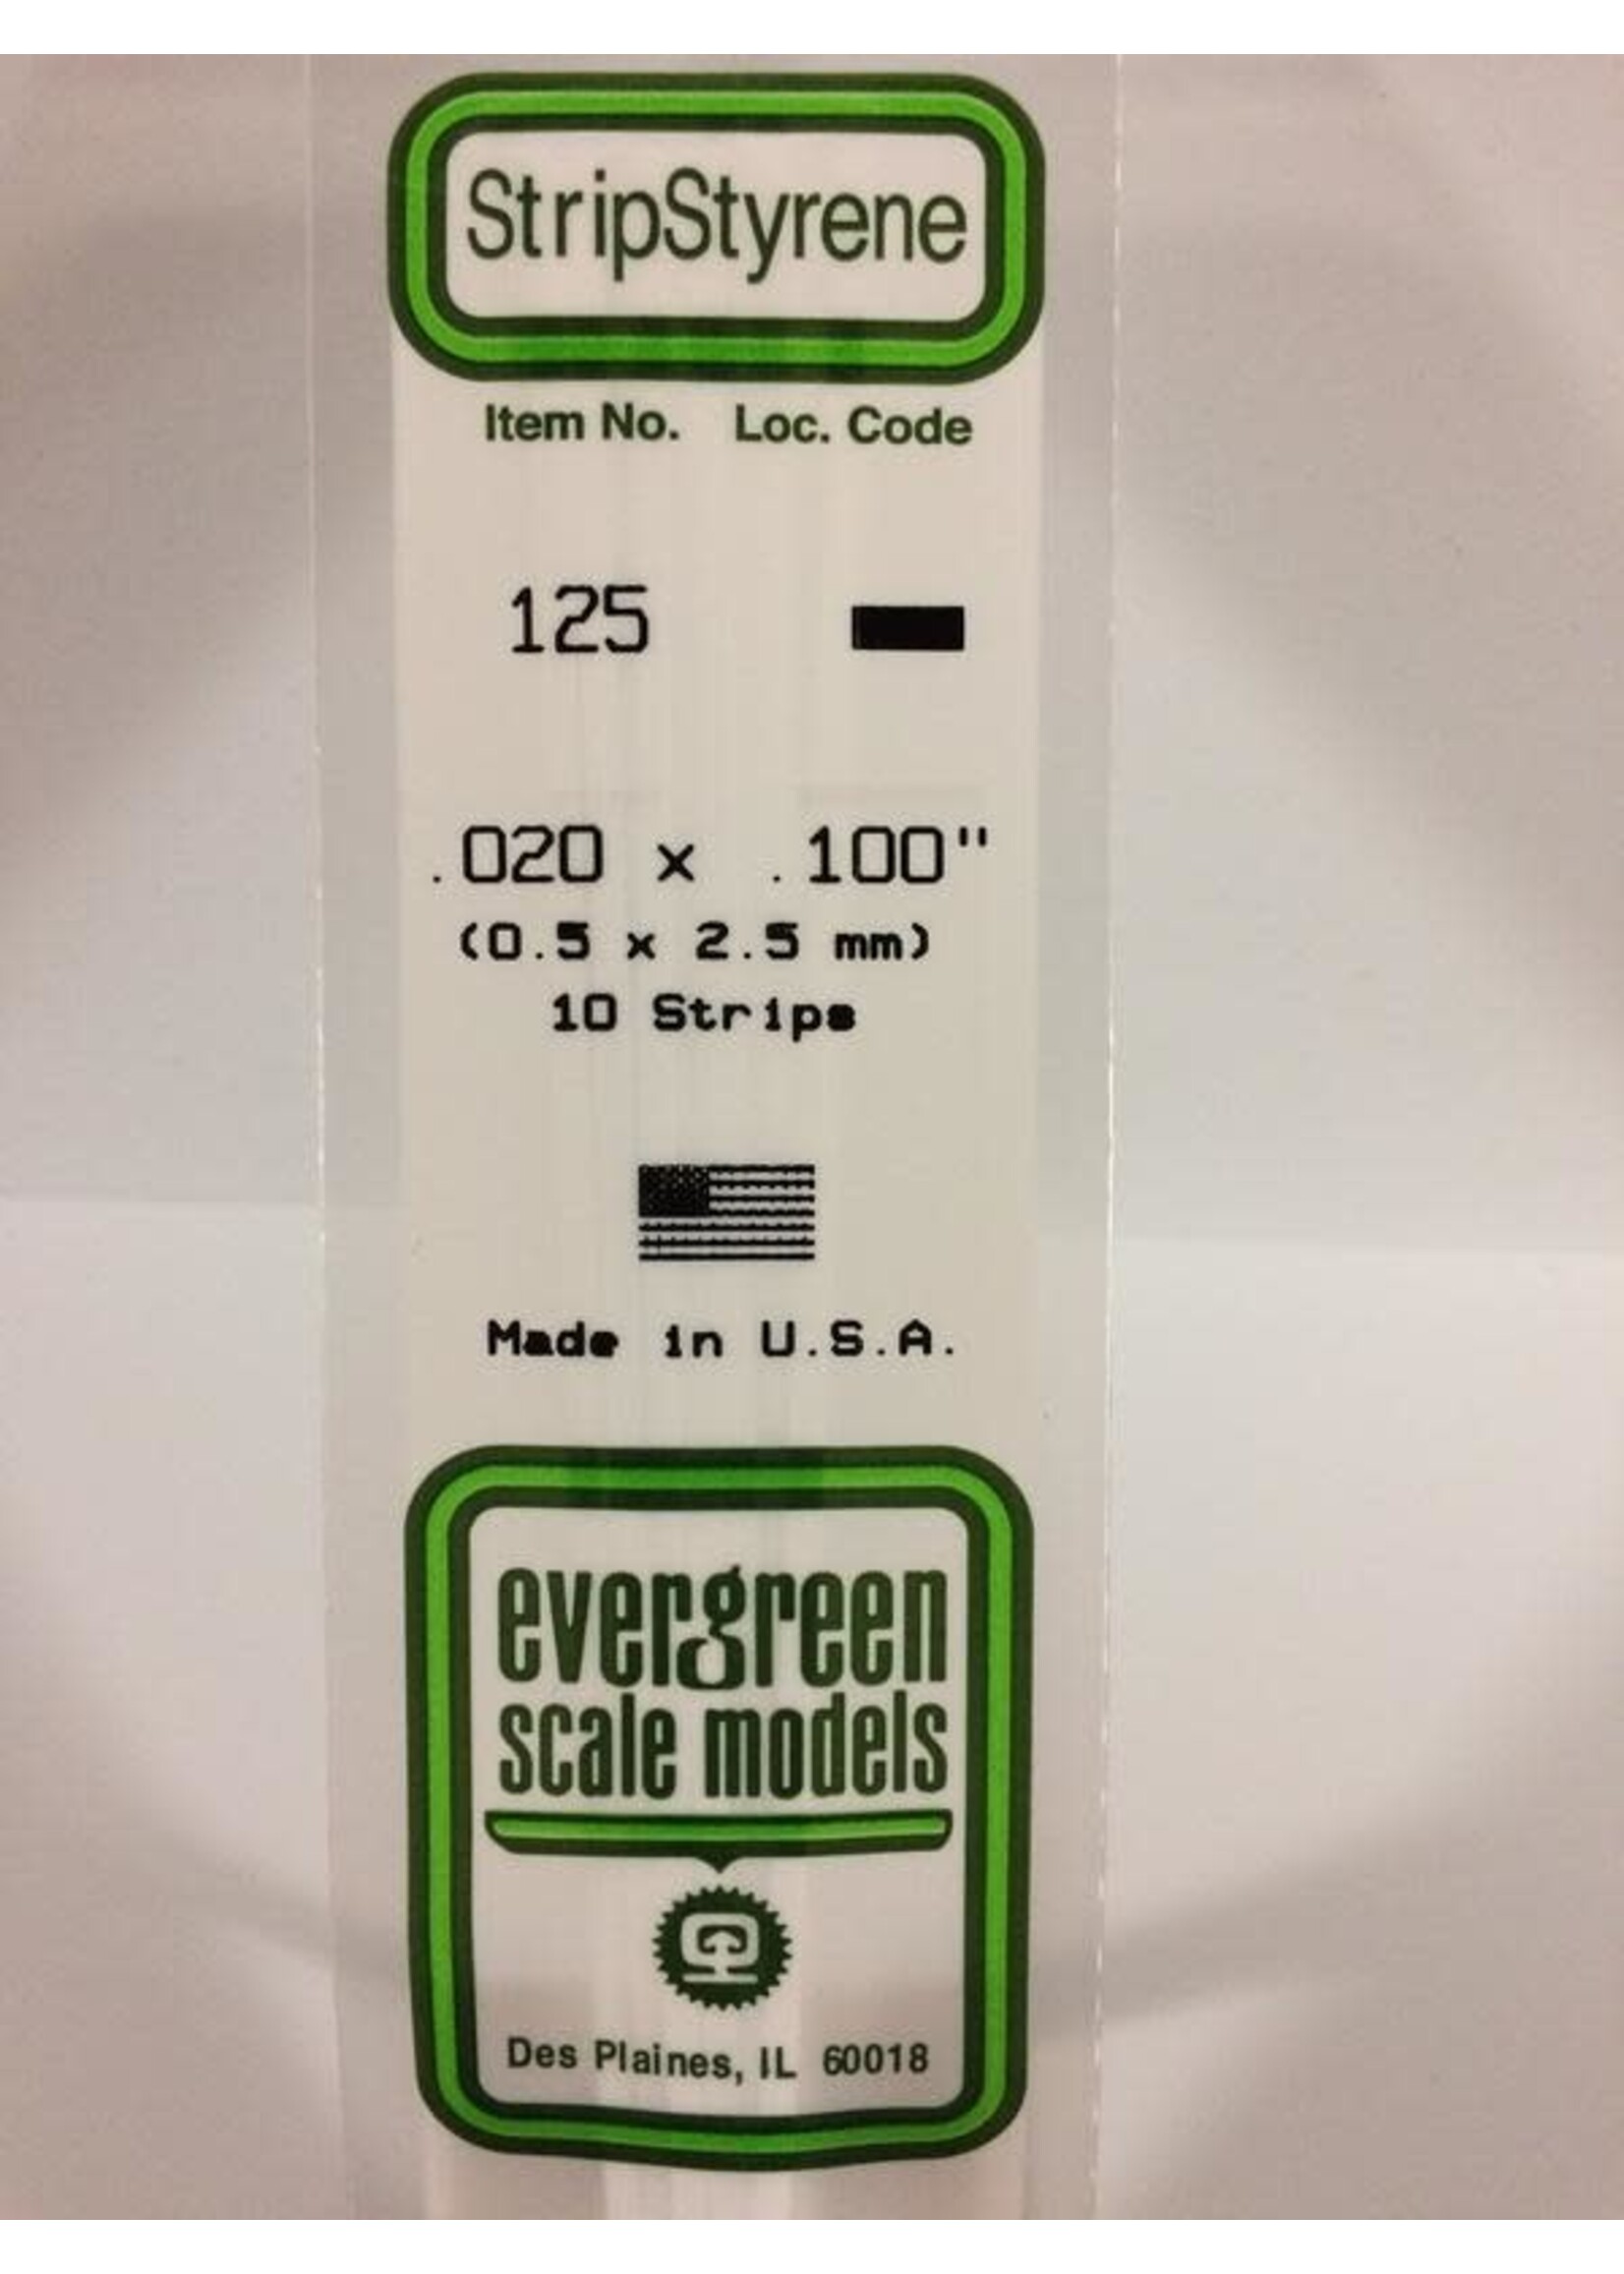 StripStyrene
Item No. Loc. Code
125
.020 x .100"
(0.5 x 2.5 mm)
10 Strips
Made in U.S.A.
evergreen
scale models
Des Plaines, IL 60018